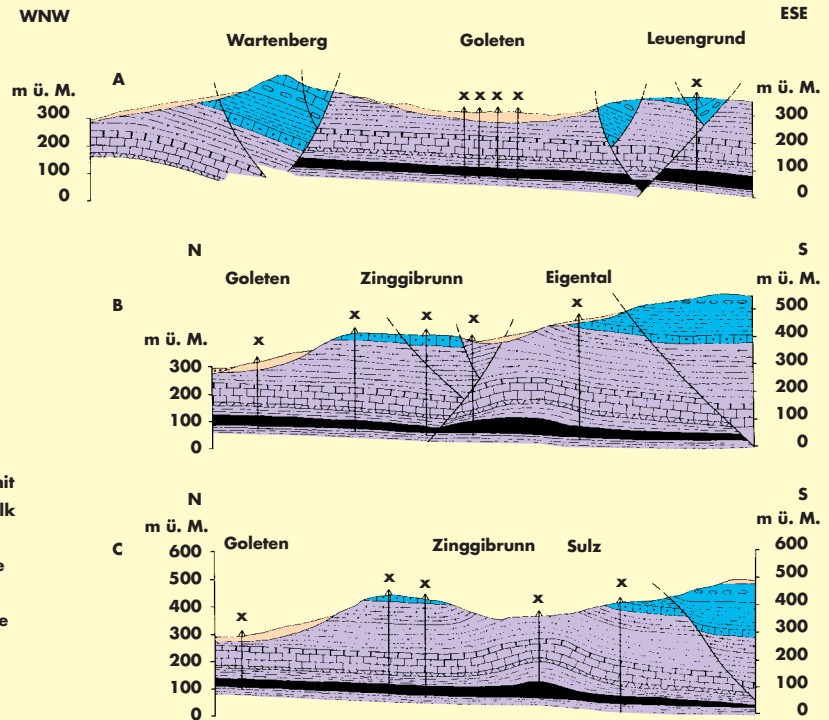 WNW ESE
Wartenberg Goleten Leuengrund
A
m ü. M. m ü. M.
x x x x x
300 300
200 200
100 100
0 0
N S
Goleten Zinggibrunn Eigental m ü. M.
B
x x x x x
m ü. M.
500
400
300 300
200 200
100 100
0 0
mit
N S
m ü. M. m ü. M.
C Goleten Zinggibrunn Sulz
x x x x x
600 600
500 500
400 400
300 300
200 200
100 100
0 0